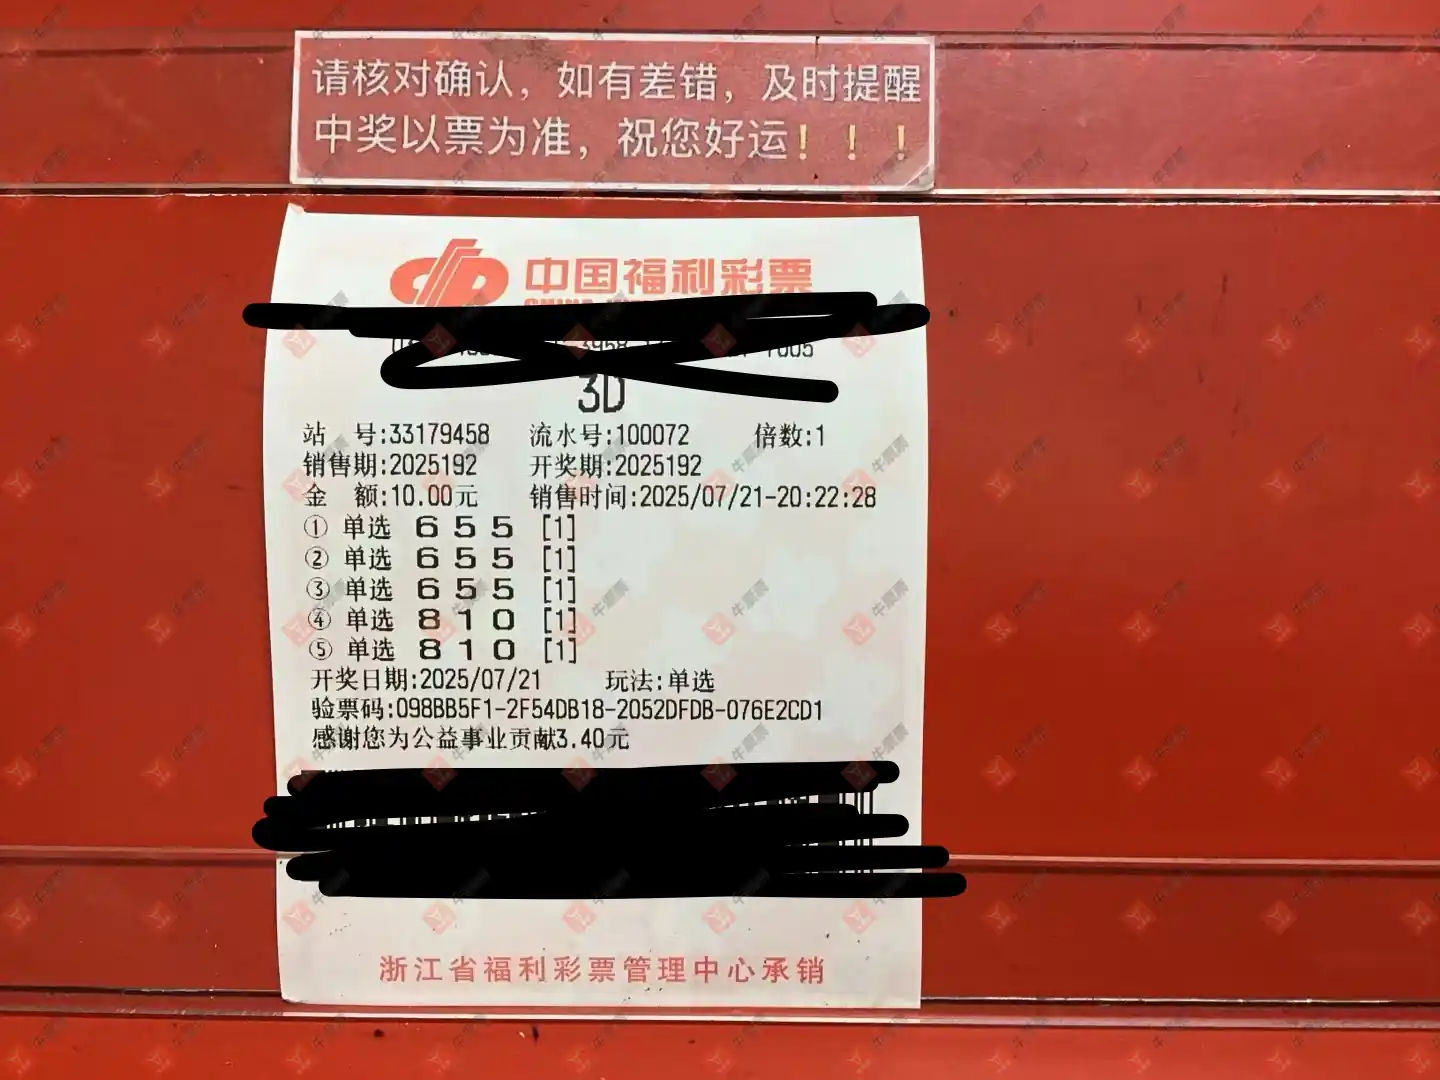 请核对确认，如有差错，及时提醒
中奖以票为准，祝您好运！！！
中国福利彩票
3D
站 号:33179458 流水号:100072 倍数:1
销售期:2025192 开奖期:2025192
金 额:10.00元 销售时间:2025/07/21-20:22:28
① 单选 6 5 5 [1]
② 单选 6 5 5 [1]
③ 单选 6 5 5 [1]
④ 单选 8 1 0 [1]
⑤ 单选 8 1 0 [1]
开奖日期:2025/07/21 玩法:单选
验票码:098BB5F1-2F54DB18-2052DFDB-076E2CD1
感谢您为公益事业贡献3.40元
浙江省福利彩票管理中心承销